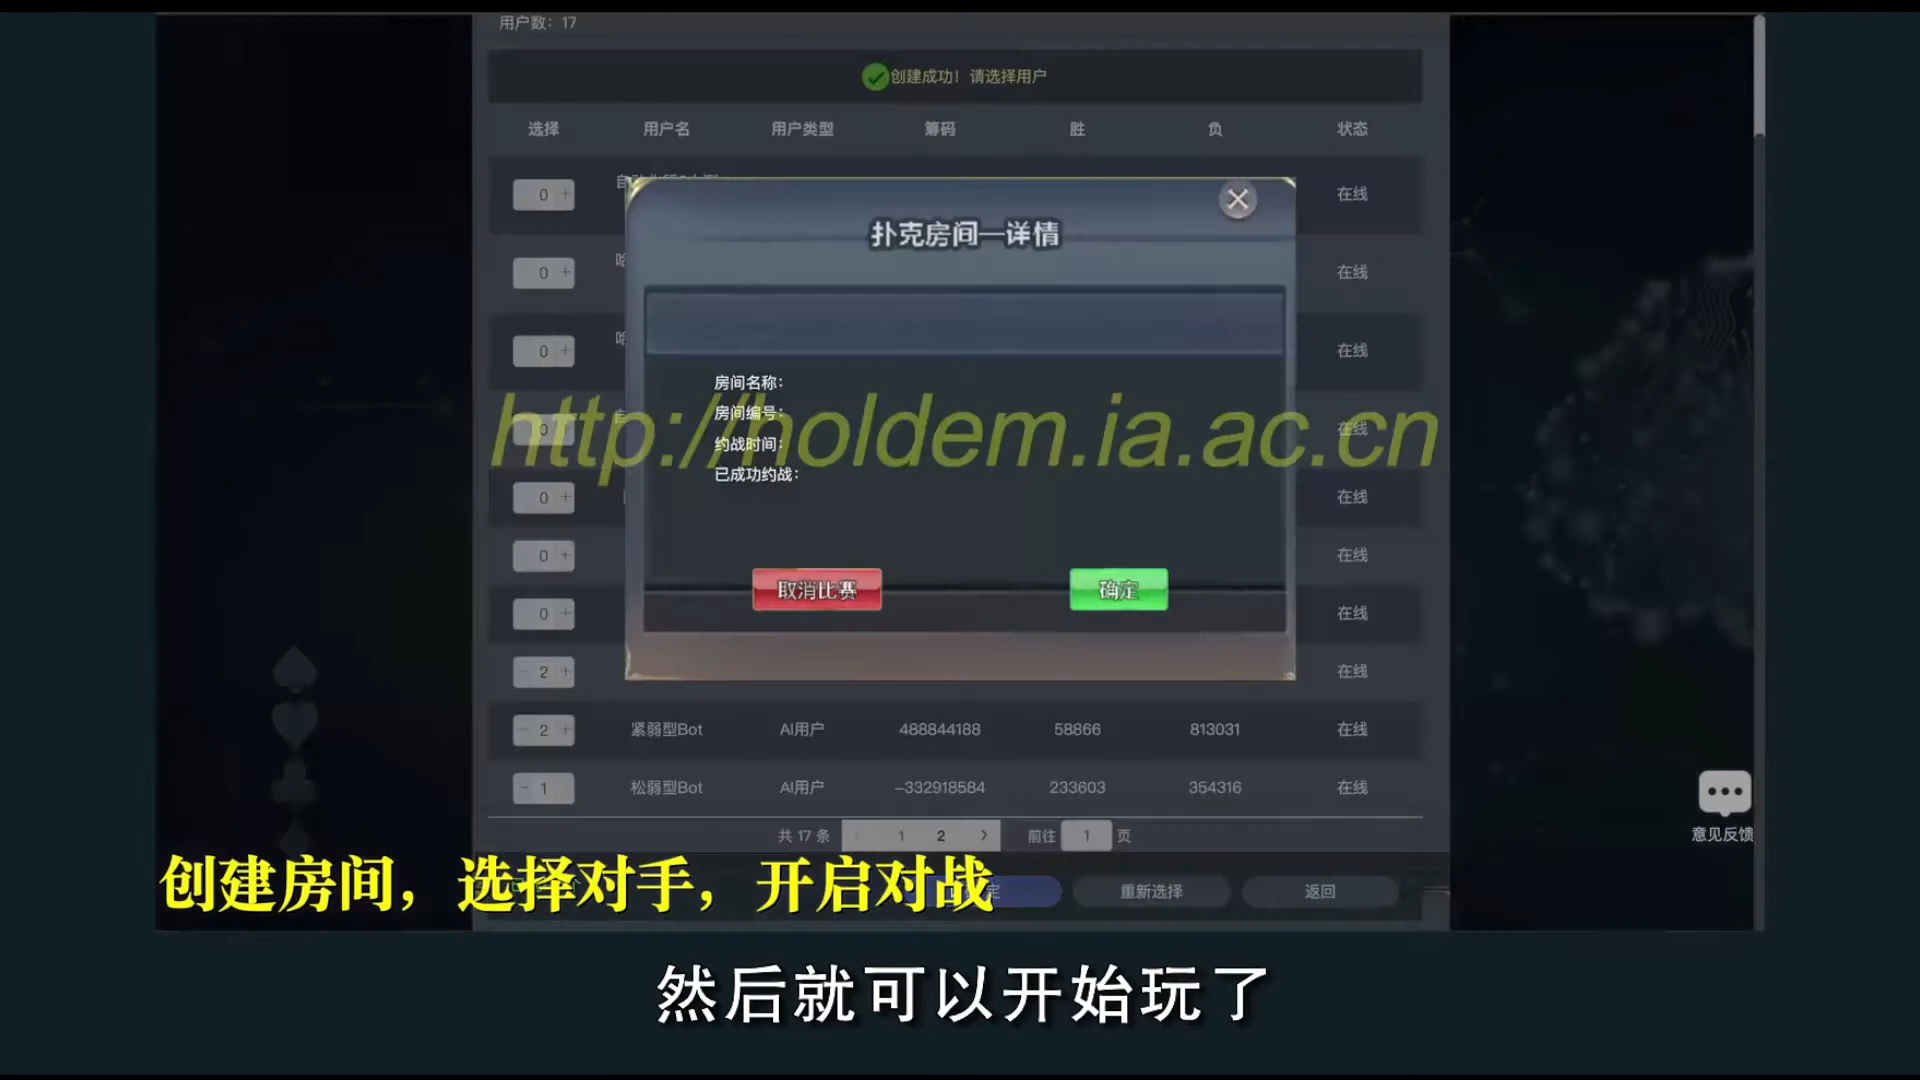 用户数：17
创建成功！请选择用户
选择 用户名 用户类型 筹码 胜 负 状态
0 + 在线
扑克房间—详情
0 + 在线
0 + 在线
房间名称：
房间编号：
http://holdem.ia.ac.cn
0 在线
约战时间：
已成功约战：
0 + 在线
0 + 在线
取消比赛 确定
0 + 在线
- 2 + 在线
- 2 + 紧弱型Bot AI用户 488844188 58866 813031 在线
- 1 松弱型Bot AI用户 -332918584 233603 354316 在线
意见反馈
共 17 条 1 2 > 前往 1 页
创建房间，选择对手，开启对战
重新选择 返回
然后就可以开始玩了